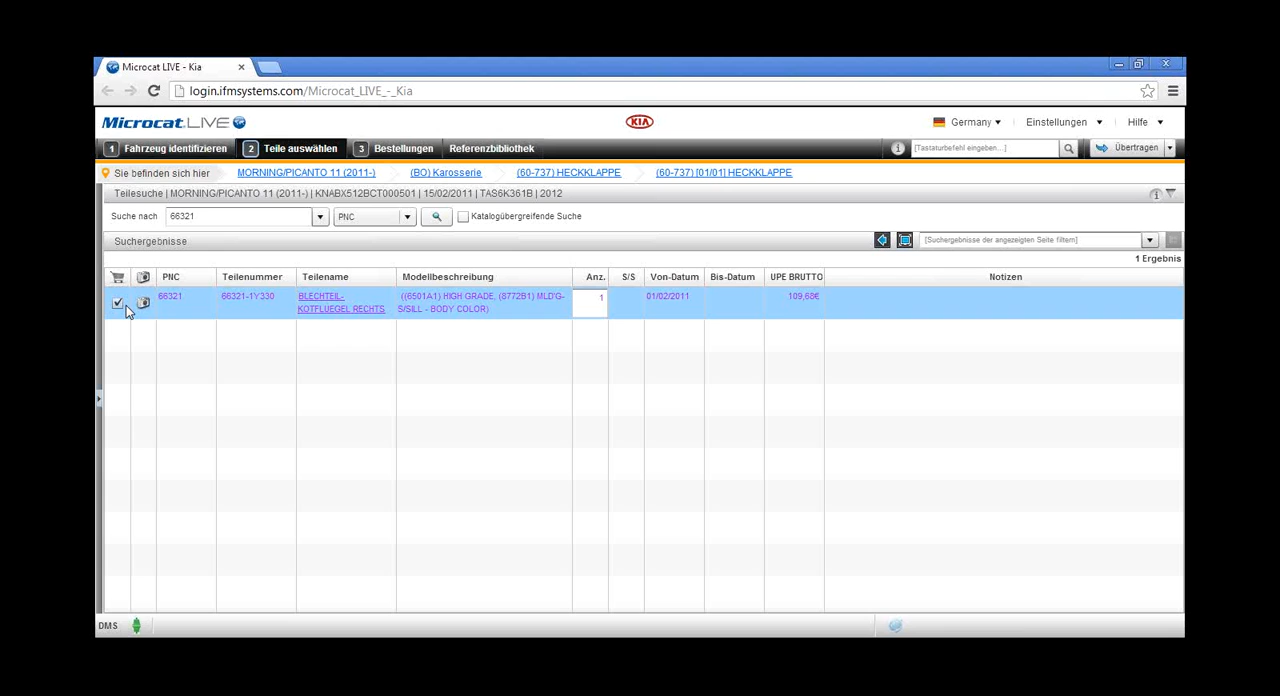 Microcat LIVE - Kia
login.ifmsystems.com/Microcat_LIVE_-_Kia
Microcat LIVE KIA Germany Einstellungen Hilfe
1 Fahrzeug identifizieren 2 Teile auswählen 3 Bestellungen Referenzbibliothek [Tastaturbefehl eingeben...] Übertragen
Sie befinden sich hier MORNING/PICANTO 11 (2011-) (BO) Karosserie (60-737) HECKKLAPPE (60-737) [01/01] HECKKLAPPE
Teilesuche | MORNING/PICANTO 11 (2011-) | KNABX512BCT000501 | 15/02/2011 | TAS6K361B | 2012
Suche nach 66321 PNC Katalogübergreifende Suche
Suchergebnisse [Suchergebnisse der angezeigten Seite filtern]
1 Ergebnis
PNC Teilenummer Teilename Modellbeschreibung Anz. S/S Von-Datum Bis-Datum UPE BRUTTO Notizen
66321 66321-1Y330 BLECHTEIL- ((6501A1) HIGH GRADE, (8772B1) MLD'G- 1 01/02/2011 109,68€
KOTFLUEGEL RECHTS S/SILL - BODY COLOR)
DMS